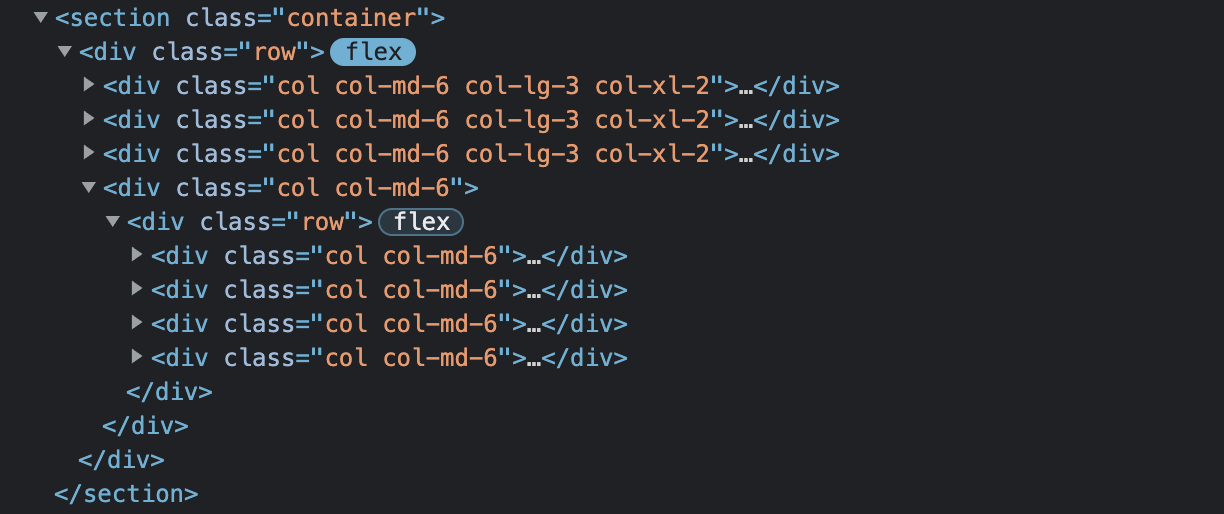 <section class="container">
<div class="row"> flex
<div class="col col-md-6 col-lg-3 col-xl-2">…</div>
<div class="col col-md-6 col-lg-3 col-xl-2">…</div>
<div class="col col-md-6 col-lg-3 col-xl-2">…</div>
<div class="col col-md-6">
<div class="row"> flex
<div class="col col-md-6">…</div>
<div class="col col-md-6">…</div>
<div class="col col-md-6">…</div>
<div class="col col-md-6">…</div>
</div>
</div>
</div>
</section>